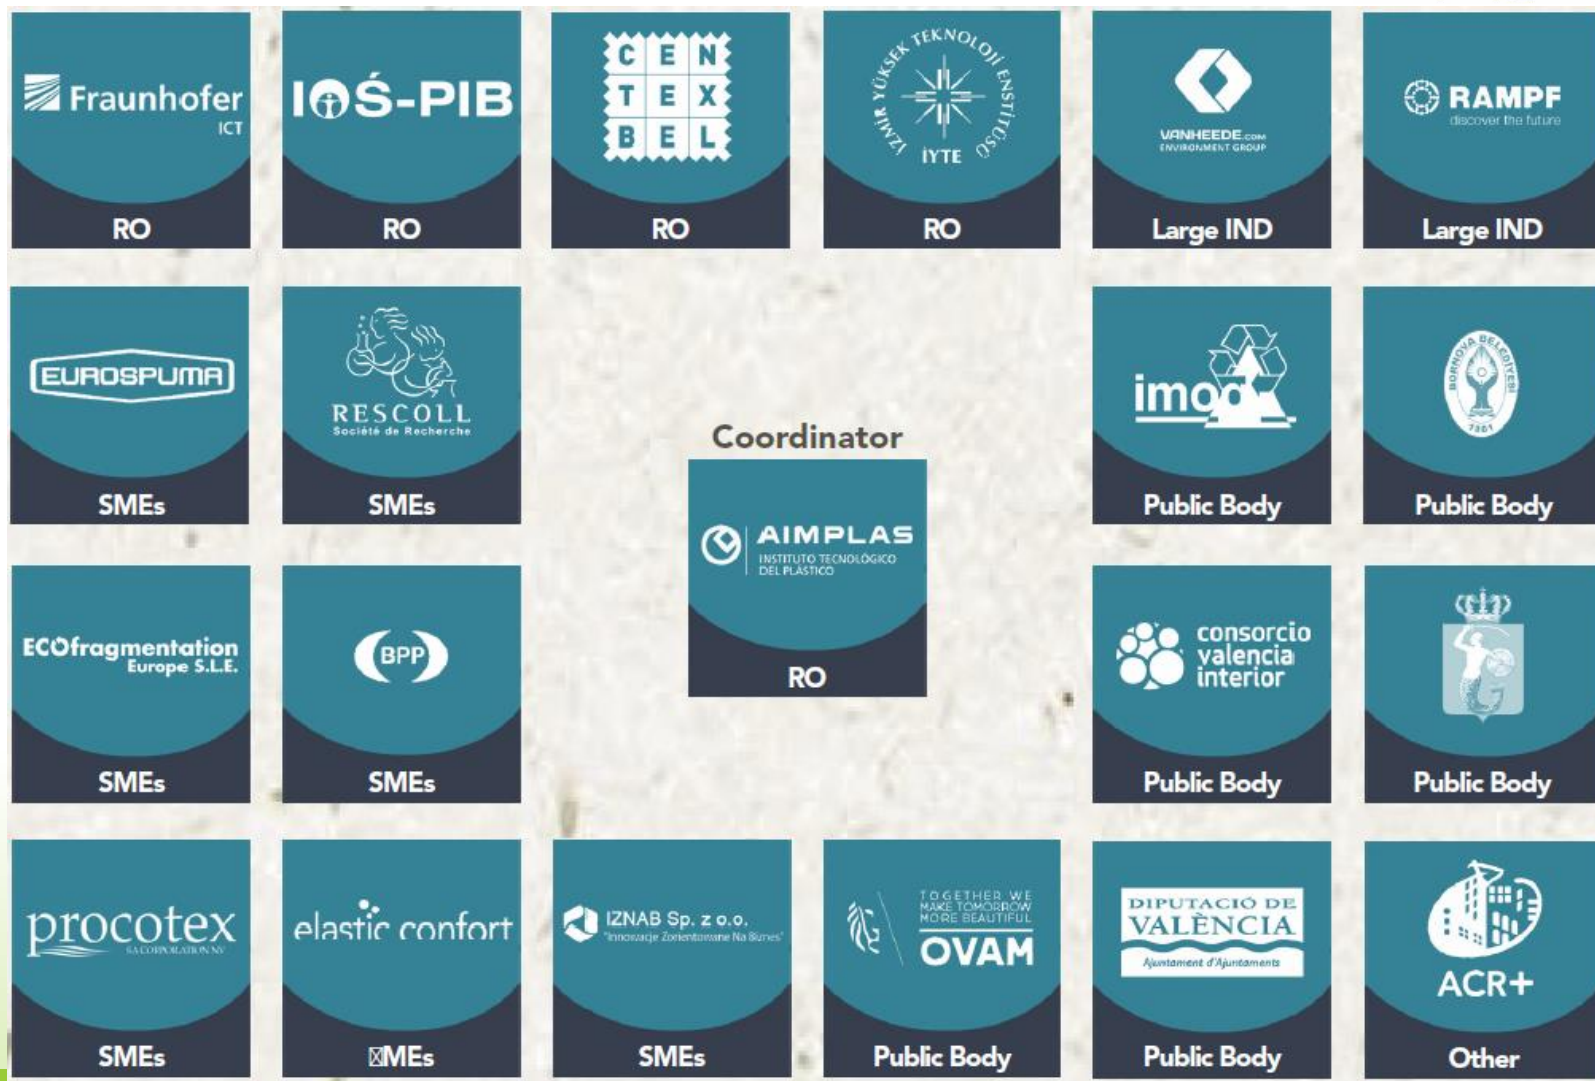 Fraunhofer
ICT
RO
IOŚ-PIB
RO
CEN
TEX
BEL
RO
İZMİR YÜKSEK TEKNOLOJİ ENSTİTÜSÜ
İYTE
RO
VANHEEDE.COM
ENVIRONMENT GROUP
Large IND
RAMPF
discover the future
Large IND
EUROSPUMA
SMEs
RESCOLL
Société de Recherche
SMEs
Coordinator
AIMPLAS
INSTITUTO TECNOLÓGICO
DEL PLÁSTICO
RO
imog
Public Body
BORNOVA BELEDİYESİ
1881
Public Body
ECOfragmentation
Europe S.L.E.
SMEs
BPP
SMEs
consorcio
valencia
interior
Public Body
Public Body
procotex
SA CORPORATION NV
SMEs
elastic confort
MEs
IZNAB Sp. z o.o.
"Innowacje Zorientowane Na Biznes"
SMEs
TOGETHER WE
MAKE TOMORROW
MORE BEAUTIFUL
OVAM
Public Body
DIPUTACIÓ DE
VALÈNCIA
Ajuntament d'Ajuntaments
Public Body
ACR+
Other